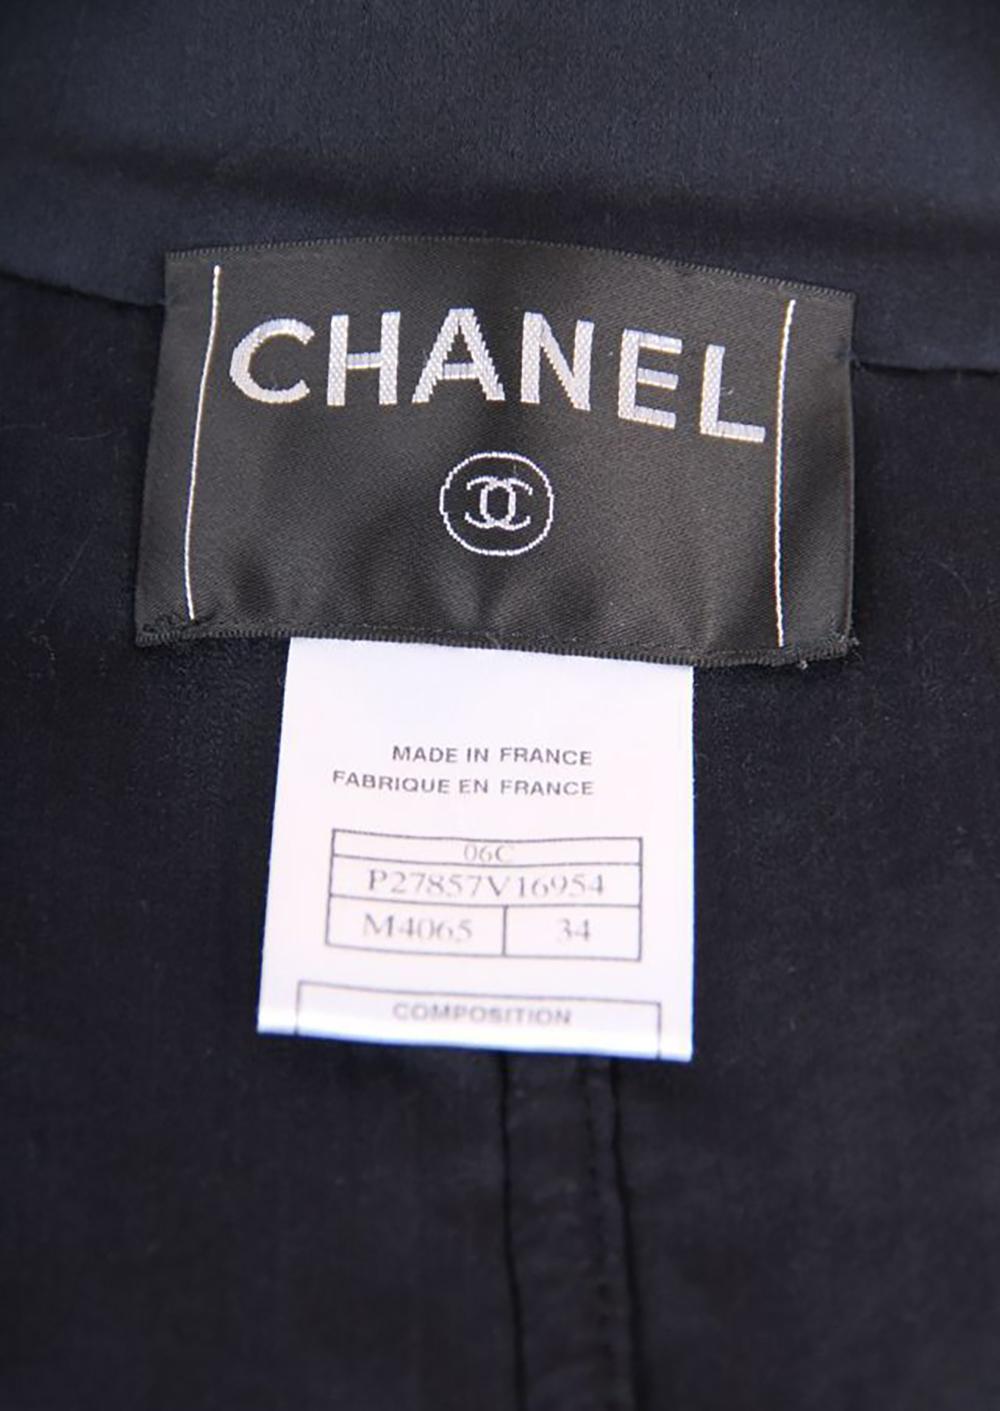 CHANEL
MADE IN FRANCE
FABRIQUE EN FRANCE
06C
P27857V16954
M4065 34
COMPOSITION